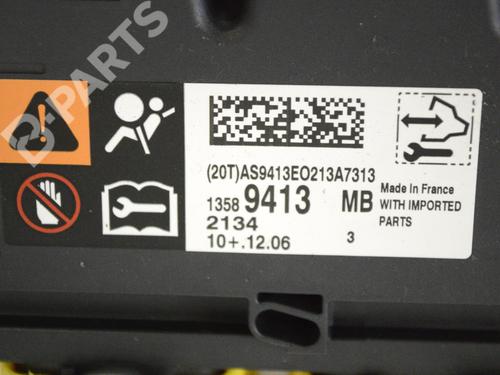 B-PARTS
(20T)AS9413EO213A7313
1358 9413 MB
2134
10+.12.06 3
Made In France
WITH IMPORTED
PARTS